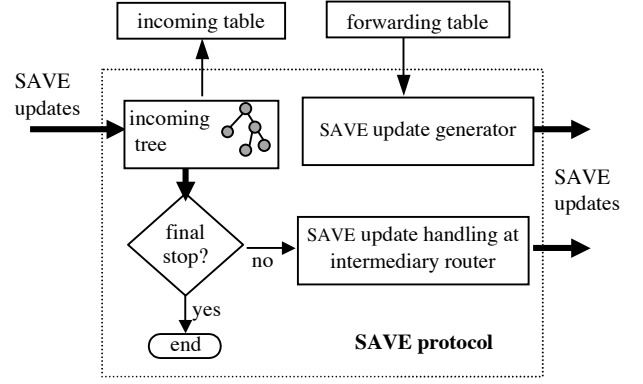 incoming table
forwarding table
SAVE
updates
incoming
tree
SAVE update generator
SAVE
updates
final
stop?
no
SAVE update handling at
intermediary router
yes
end
SAVE protocol